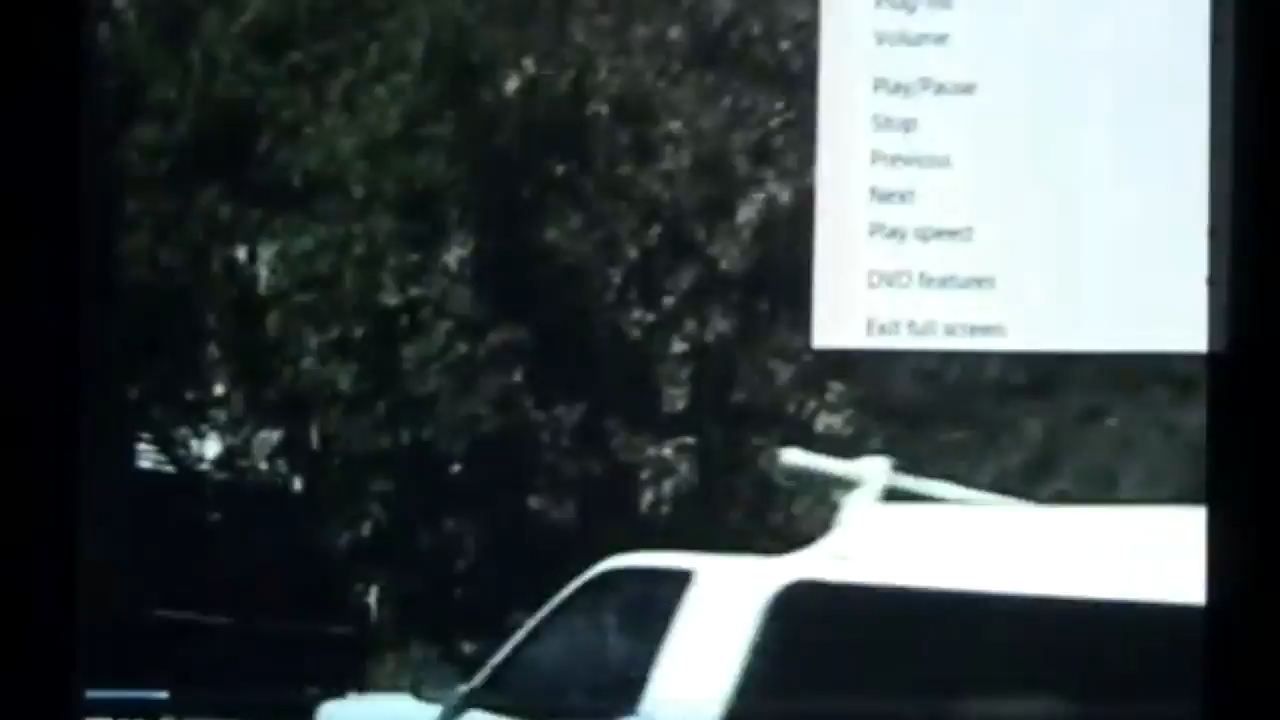 Volume
Play/Pause
Stop
Previous
Next
Play speed
DVD features
Exit full screen